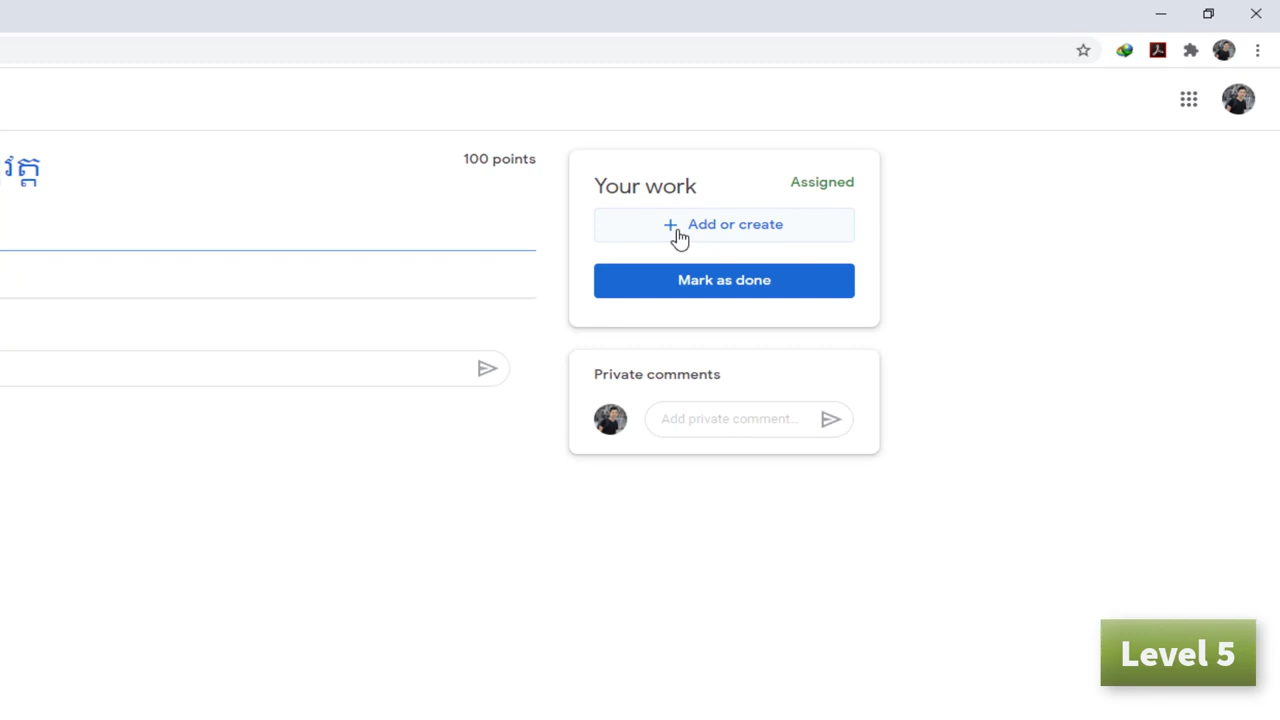 100 points
Your work
Assigned
+ Add or create
Mark as done
Private comments
Add private comment...
Level 5